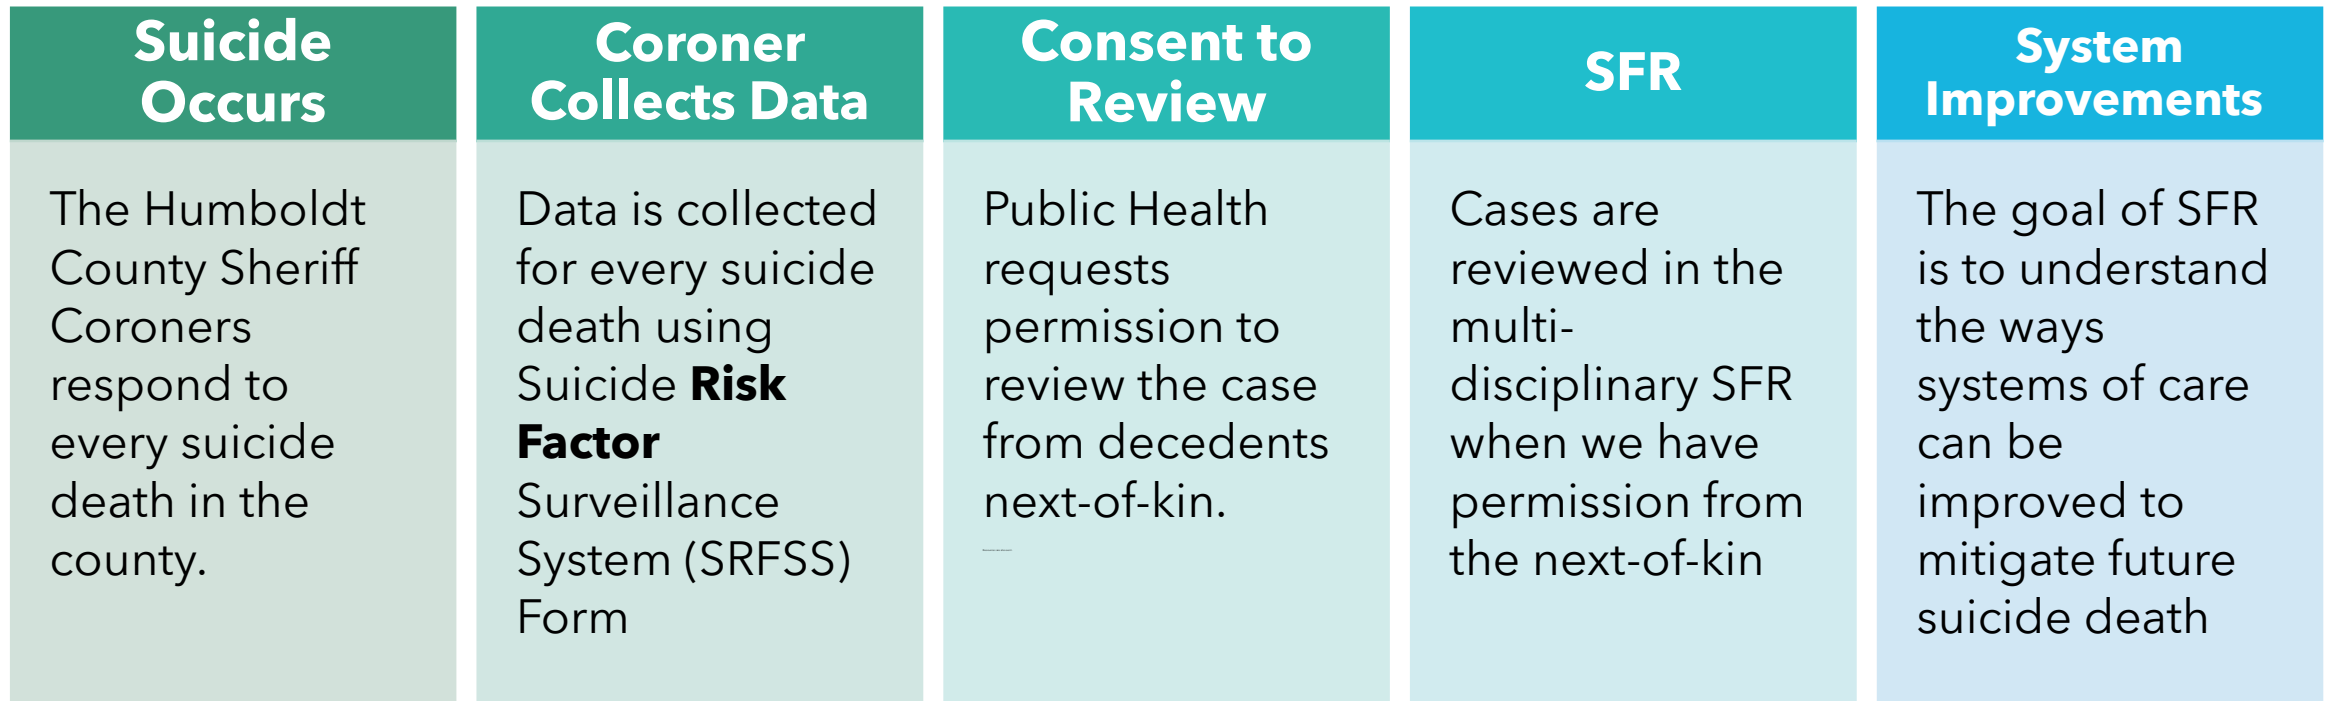 Suicide
Occurs
The Humboldt
County Sheriff
Coroners
respond to
every suicide
death in the
county.
Coroner
Collects Data
Data is collected
for every suicide
death using
Suicide Risk
Factor
Surveillance
System (SRFSS)
Form
Consent to
Review
Public Health
requests
permission to
review the case
from decedents
next-of-kin.
SFR
Cases are
reviewed in the
multi-
disciplinary SFR
when we have
permission from
the next-of-kin
System
Improvements
The goal of SFR
is to understand
the ways
systems of care
can be
improved to
mitigate future
suicide death